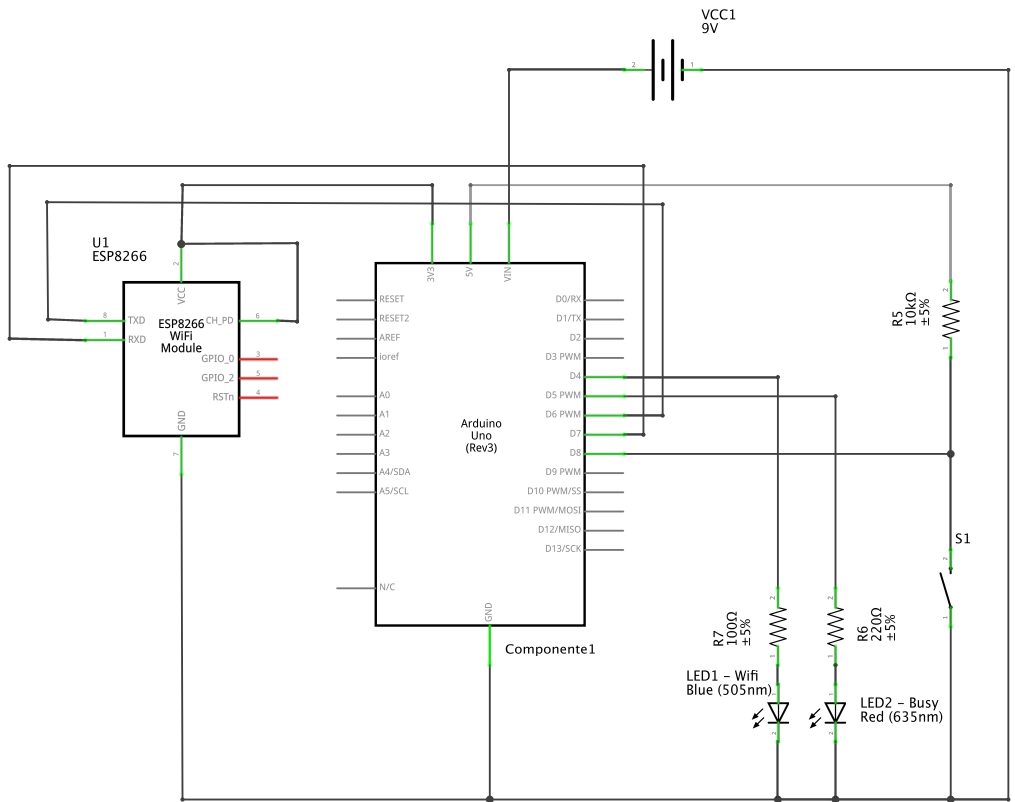 VCC1
9V
2
1
U1
ESP8266
2
VCC
8
TXD
1
RXD
ESP8266
WiFi
Module
CH_PD
6
GPIO_0
3
GPIO_2
5
RSTn
4
GND
7
3V3
5V
VIN
RESET
RESET2
AREF
ioref
A0
A1
A2
A3
A4/SDA
A5/SCL
N/C
Arduino
Uno
(Rev3)
D0/RX
D1/TX
D2
D3 PWM
D4
D5 PWM
D6 PWM
D7
D8
D9 PWM
D10 PWM/SS
D11 PWM/MOSI
D12/MISO
D13/SCK
GND
Componente1
2
R5
10kΩ
±5%
1
S1
2
1
2
R7
100Ω
±5%
1
2
R6
220Ω
±5%
1
LED1 – Wifi
Blue (505nm)
1
2
LED2 – Busy
Red (635nm)
1
2